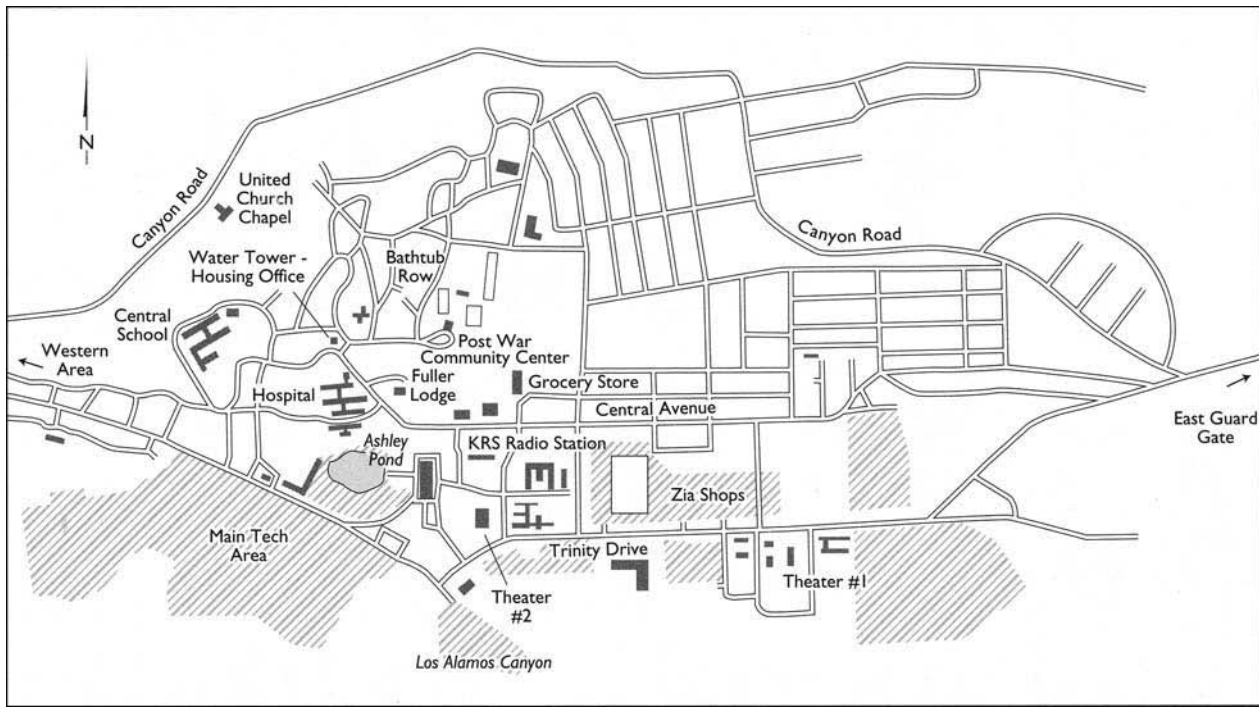 N
Canyon Road
United
Church
Chapel
Water Tower -
Housing Office
Bathtub
Row
Canyon Road
Central
School
Western
Area
Post War
Community Center
Fuller
Lodge
Grocery Store
Hospital
Central Avenue
East Guard
Gate
Ashley
Pond
KRS Radio Station
Zia Shops
Main Tech
Area
Trinity Drive
Theater #1
Theater
#2
Los Alamos Canyon